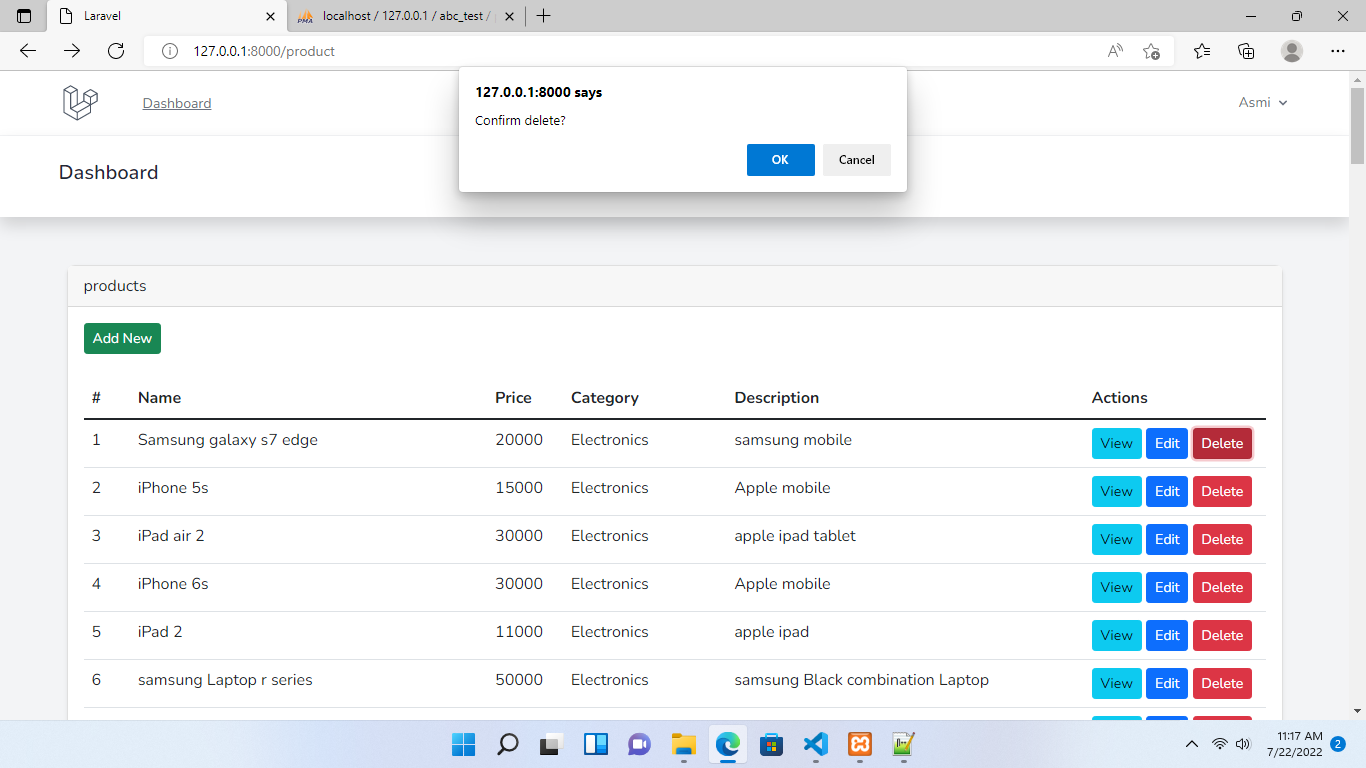 Laravel
localhost / 127.0.0.1 / abc_test /
127.0.0.1:8000/product
127.0.0.1:8000 says
Confirm delete?
OK Cancel
Dashboard
Asmi
Dashboard
products
Add New
# Name Price Category Description Actions
1 Samsung galaxy s7 edge 20000 Electronics samsung mobile View Edit Delete
2 iPhone 5s 15000 Electronics Apple mobile View Edit Delete
3 iPad air 2 30000 Electronics apple ipad tablet View Edit Delete
4 iPhone 6s 30000 Electronics Apple mobile View Edit Delete
5 iPad 2 11000 Electronics apple ipad View Edit Delete
6 samsung Laptop r series 50000 Electronics samsung Black combination Laptop View Edit Delete
11:17 AM
7/22/2022 2